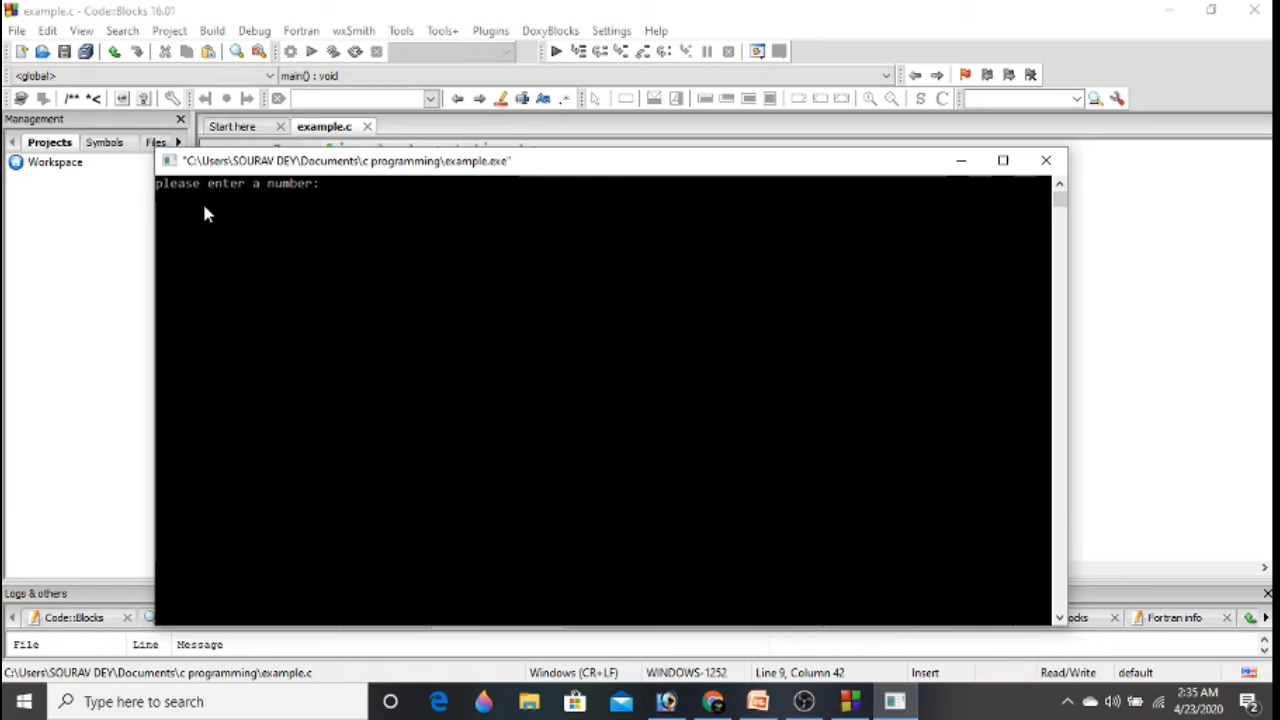 example.c - Code::Blocks 16.01
File Edit View Search Project Build Debug Fortran wxSmith Tools Tools+ Plugins DoxyBlocks Settings Help
<global> main() : void
/** *< S C
Management
Start here example.c
Projects Symbols Files
Workspace
"C:\Users\SOURAV DEY\Documents\c programming\example.exe"
please enter a number:
Logs & others
Code::Blocks ocks Fortran info
File Line Message
C:\Users\SOURAV DEY\Documents\c programming\example.c Windows (CR+LF) WINDOWS-1252 Line 9, Column 42 Insert Read/Write default
Type here to search 2:35 AM
4/23/2020 2